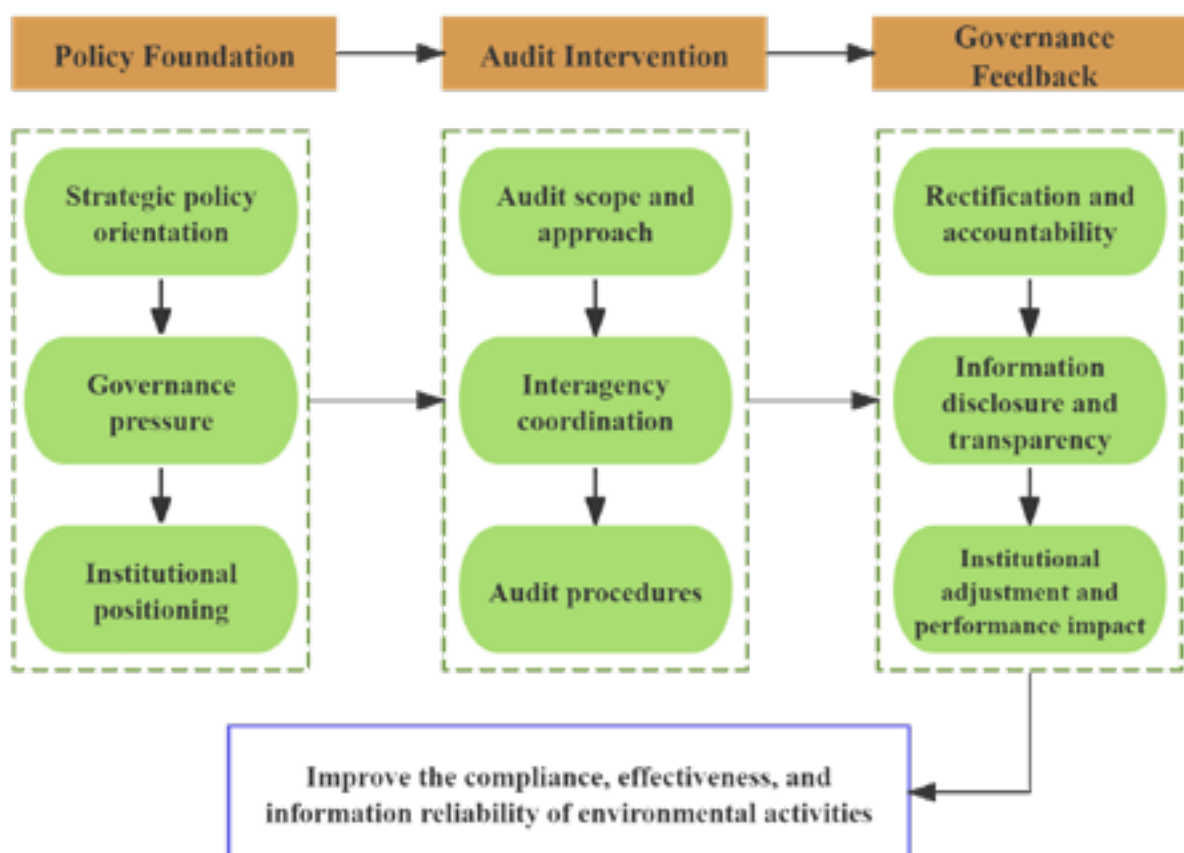 Policy Foundation
Audit Intervention
Governance
Feedback
Strategic policy
orientation
Governance
pressure
Institutional
positioning
Audit scope and
approach
Interagency
coordination
Audit procedures
Rectification and
accountability
Information
disclosure and
transparency
Institutional
adjustment and
performance impact
Improve the compliance, effectiveness, and
information reliability of environmental activities